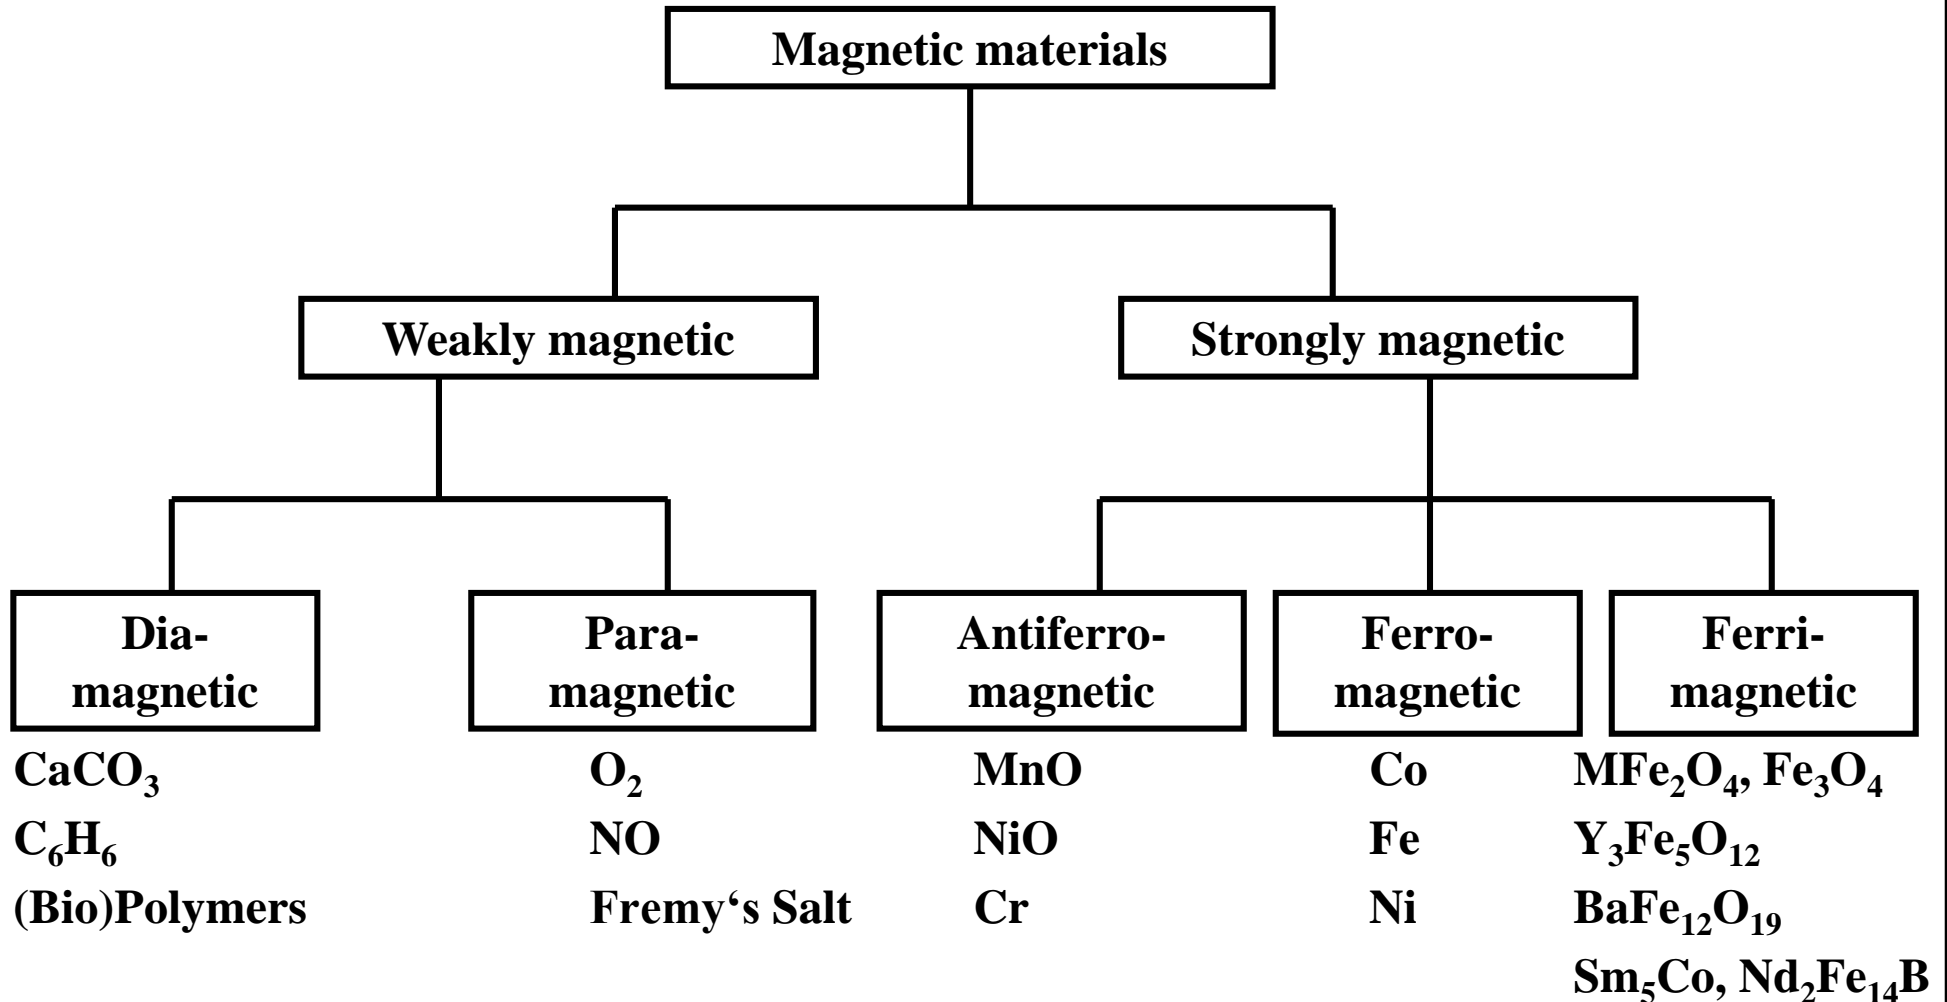 Magnetic materials
Weakly magnetic
Strongly magnetic
Dia-
magnetic
Para-
magnetic
Antiferro-
magnetic
Ferro-
magnetic
Ferri-
magnetic
CaCO₃
C₆H₆
(Bio)Polymers
O₂
NO
Fremy‘s Salt
MnO
NiO
Cr
Co
Fe
Ni
MFe₂O₄, Fe₃O₄
Y₃Fe₅O₁₂
BaFe₁₂O₁₉
Sm₅Co, Nd₂Fe₁₄B